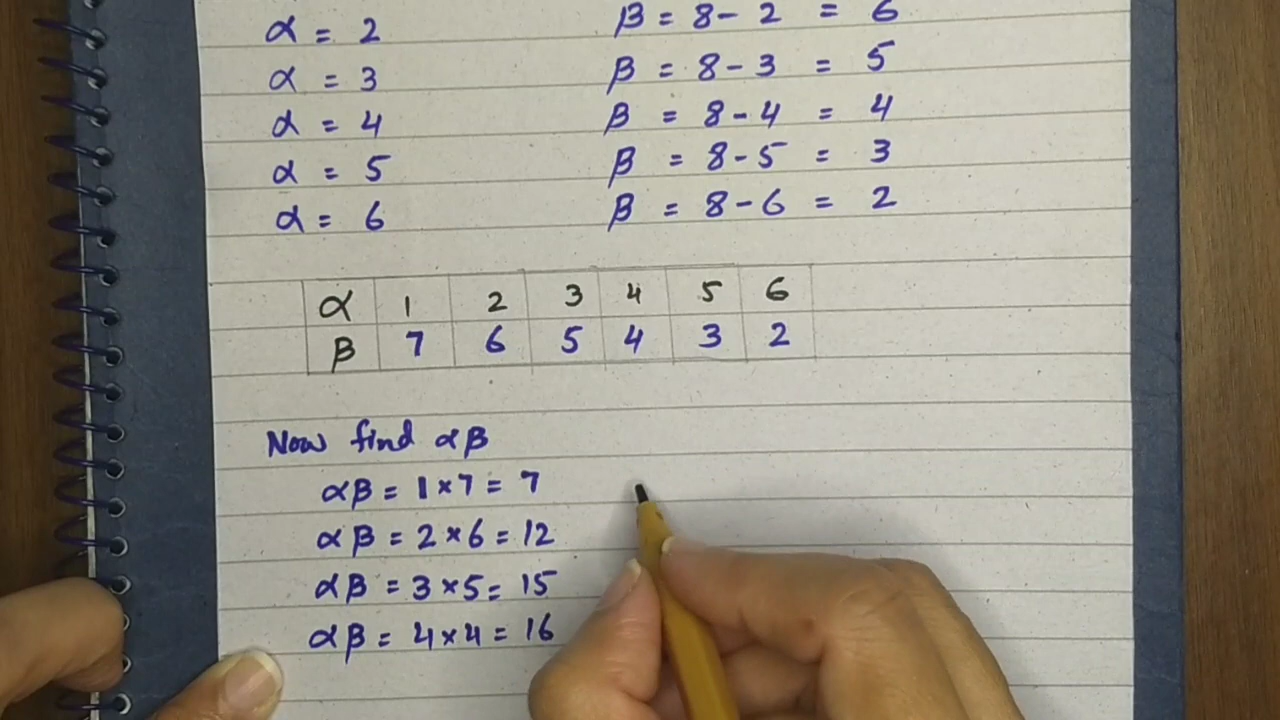 α = 2 β = 8 - 2 = 6
α = 3 β = 8 - 3 = 5
α = 4 β = 8 - 4 = 4
α = 5 β = 8 - 5 = 3
α = 6 β = 8 - 6 = 2
α 1 2 3 4 5 6
β 7 6 5 4 3 2
Now find αβ
αβ = 1 × 7 = 7
αβ = 2 × 6 = 12
αβ = 3 × 5 = 15
αβ = 4 × 4 = 16